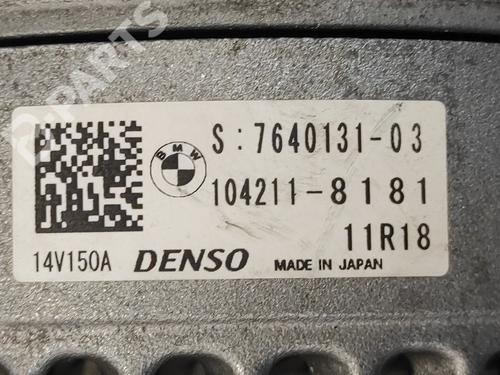 B-PARTS
S:7640131-03
BMW
104211-8181
11R18
14V150A DENSO MADE IN JAPAN